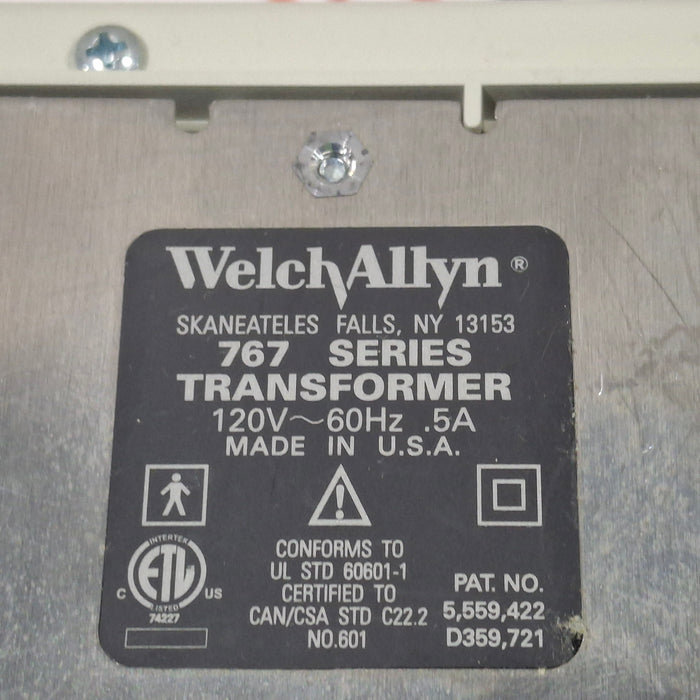 WelchAllyn ®
SKANEATELES FALLS, NY 13153
767 SERIES
TRANSFORMER
120V~60Hz .5A
MADE IN U.S.A.
INTERTEK
C ETL US
LISTED
74227
CONFORMS TO
UL STD 60601-1
CERTIFIED TO
CAN/CSA STD C22.2
NO.601
PAT. NO.
5,559,422
D359,721